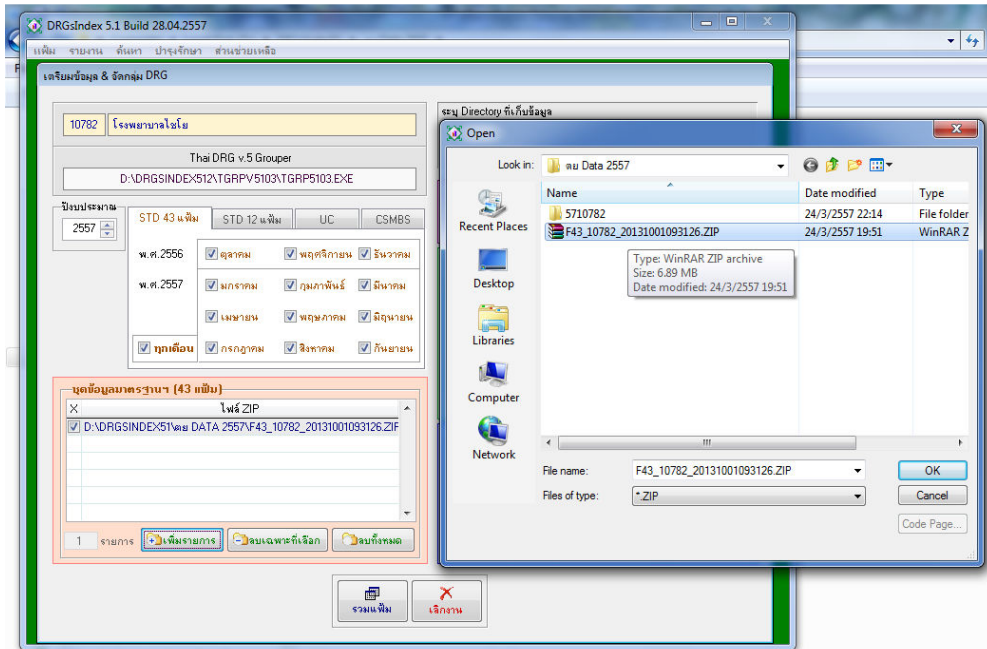 DRGsIndex 5.1 Build 28.04.2557
แฟ้ม รายงาน ค้นหา บำรุงรักษา ส่วนช่วยเหลือ
เตรียมข้อมูล & จัดกลุ่ม DRG
10782 โรงพยาบาลไชโย
Thai DRG v.5 Grouper
D:\DRGSINDEX512\TGRPV5103\TGRP5103.EXE
ปีงบประมาณ
2557
STD 43 แฟ้ม STD 12 แฟ้ม UC CSMBS
พ.ศ.2556 ตุลาคม พฤศจิกายน ธันวาคม
พ.ศ.2557 มกราคม กุมภาพันธ์ มีนาคม
เมษายน พฤษภาคม มิถุนายน
ทุกเดือน กรกฎาคม สิงหาคม กันยายน
ชุดข้อมูลมาตรฐานฯ (43 แฟ้ม)
X ไฟล์ ZIP
D:\DRGSINDEX51\ตย DATA 2557\F43_10782_20131001093126.ZIP
1 รายการ เพิ่มรายการ ลบเฉพาะที่เลือก ลบทั้งหมด
รวมแฟ้ม เลิกงาน
ระบุ Directory ที่เก็บข้อมูล
Open
Look in: ตย Data 2557
Name Date modified Type
5710782 24/3/2557 22:14 File folder
F43_10782_20131001093126.ZIP 24/3/2557 19:51 WinRAR Z
Type: WinRAR ZIP archive
Size: 6.89 MB
Date modified: 24/3/2557 19:51
Recent Places
Desktop
Libraries
Computer
Network
File name: F43_10782_20131001093126.ZIP OK
Files of type: *.ZIP Cancel
Code Page...